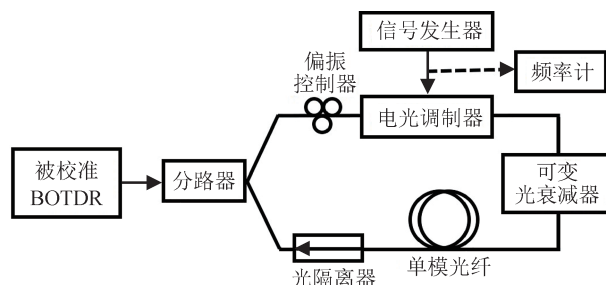 信号发生器
偏振
控制器
频率计
电光调制器
被校准
BOTDR
分路器
可变
光衰减器
单模光纤
光隔离器